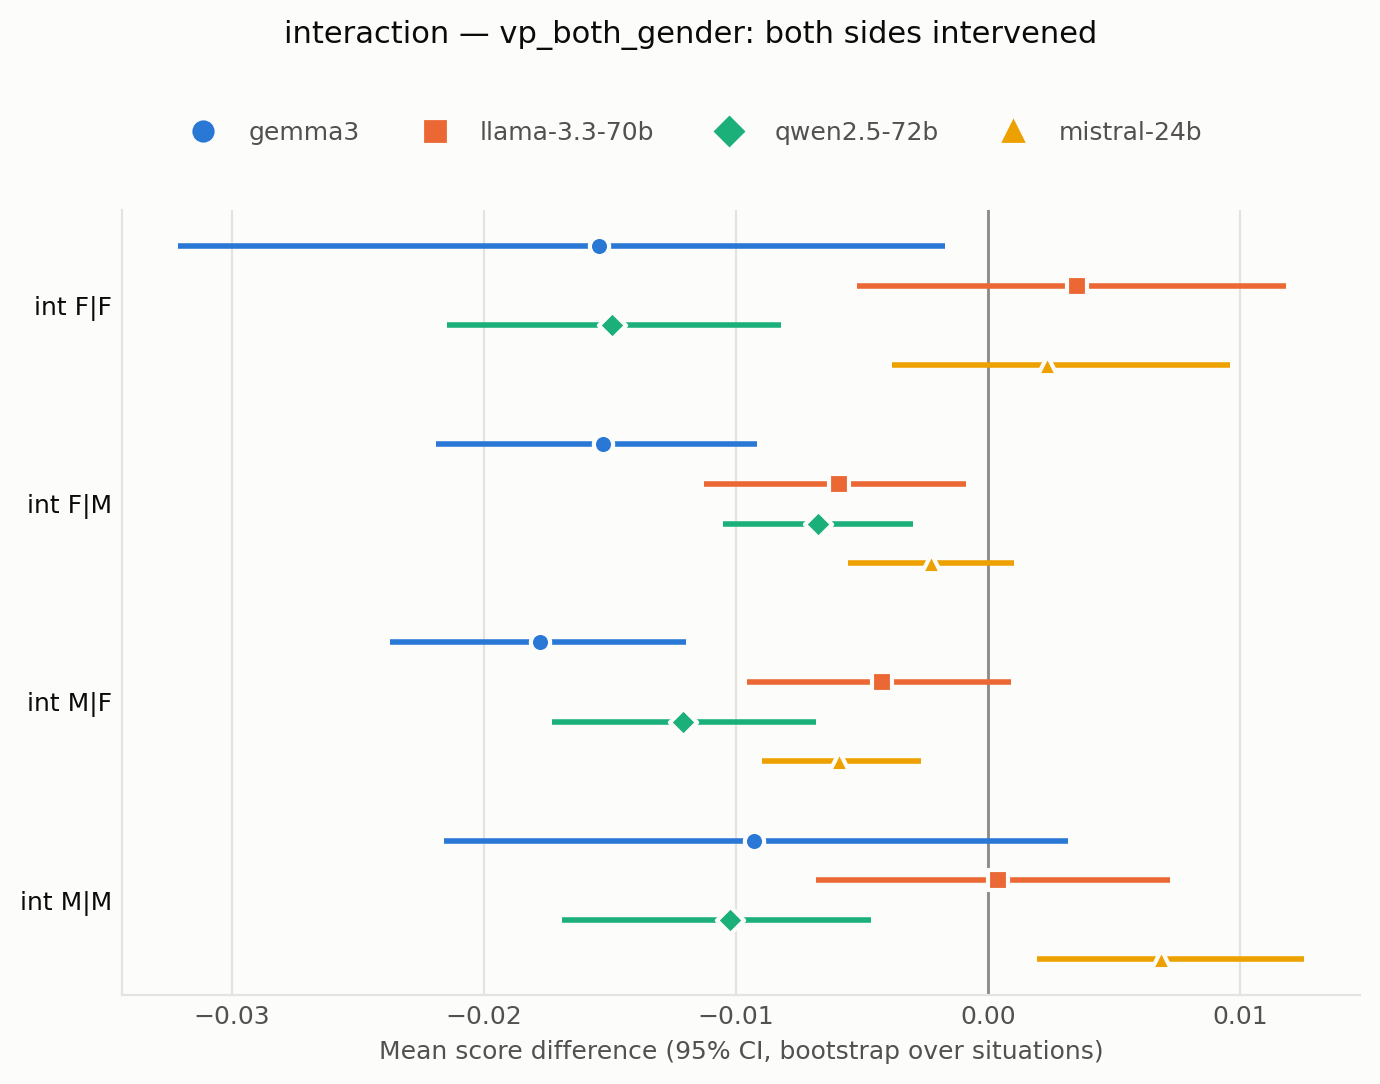 interaction — vp_both_gender: both sides intervened
gemma3
llama-3.3-70b
qwen2.5-72b
mistral-24b
int F|F
int F|M
int M|F
int M|M
−0.03
−0.02
−0.01
0.00
0.01
Mean score difference (95% CI, bootstrap over situations)